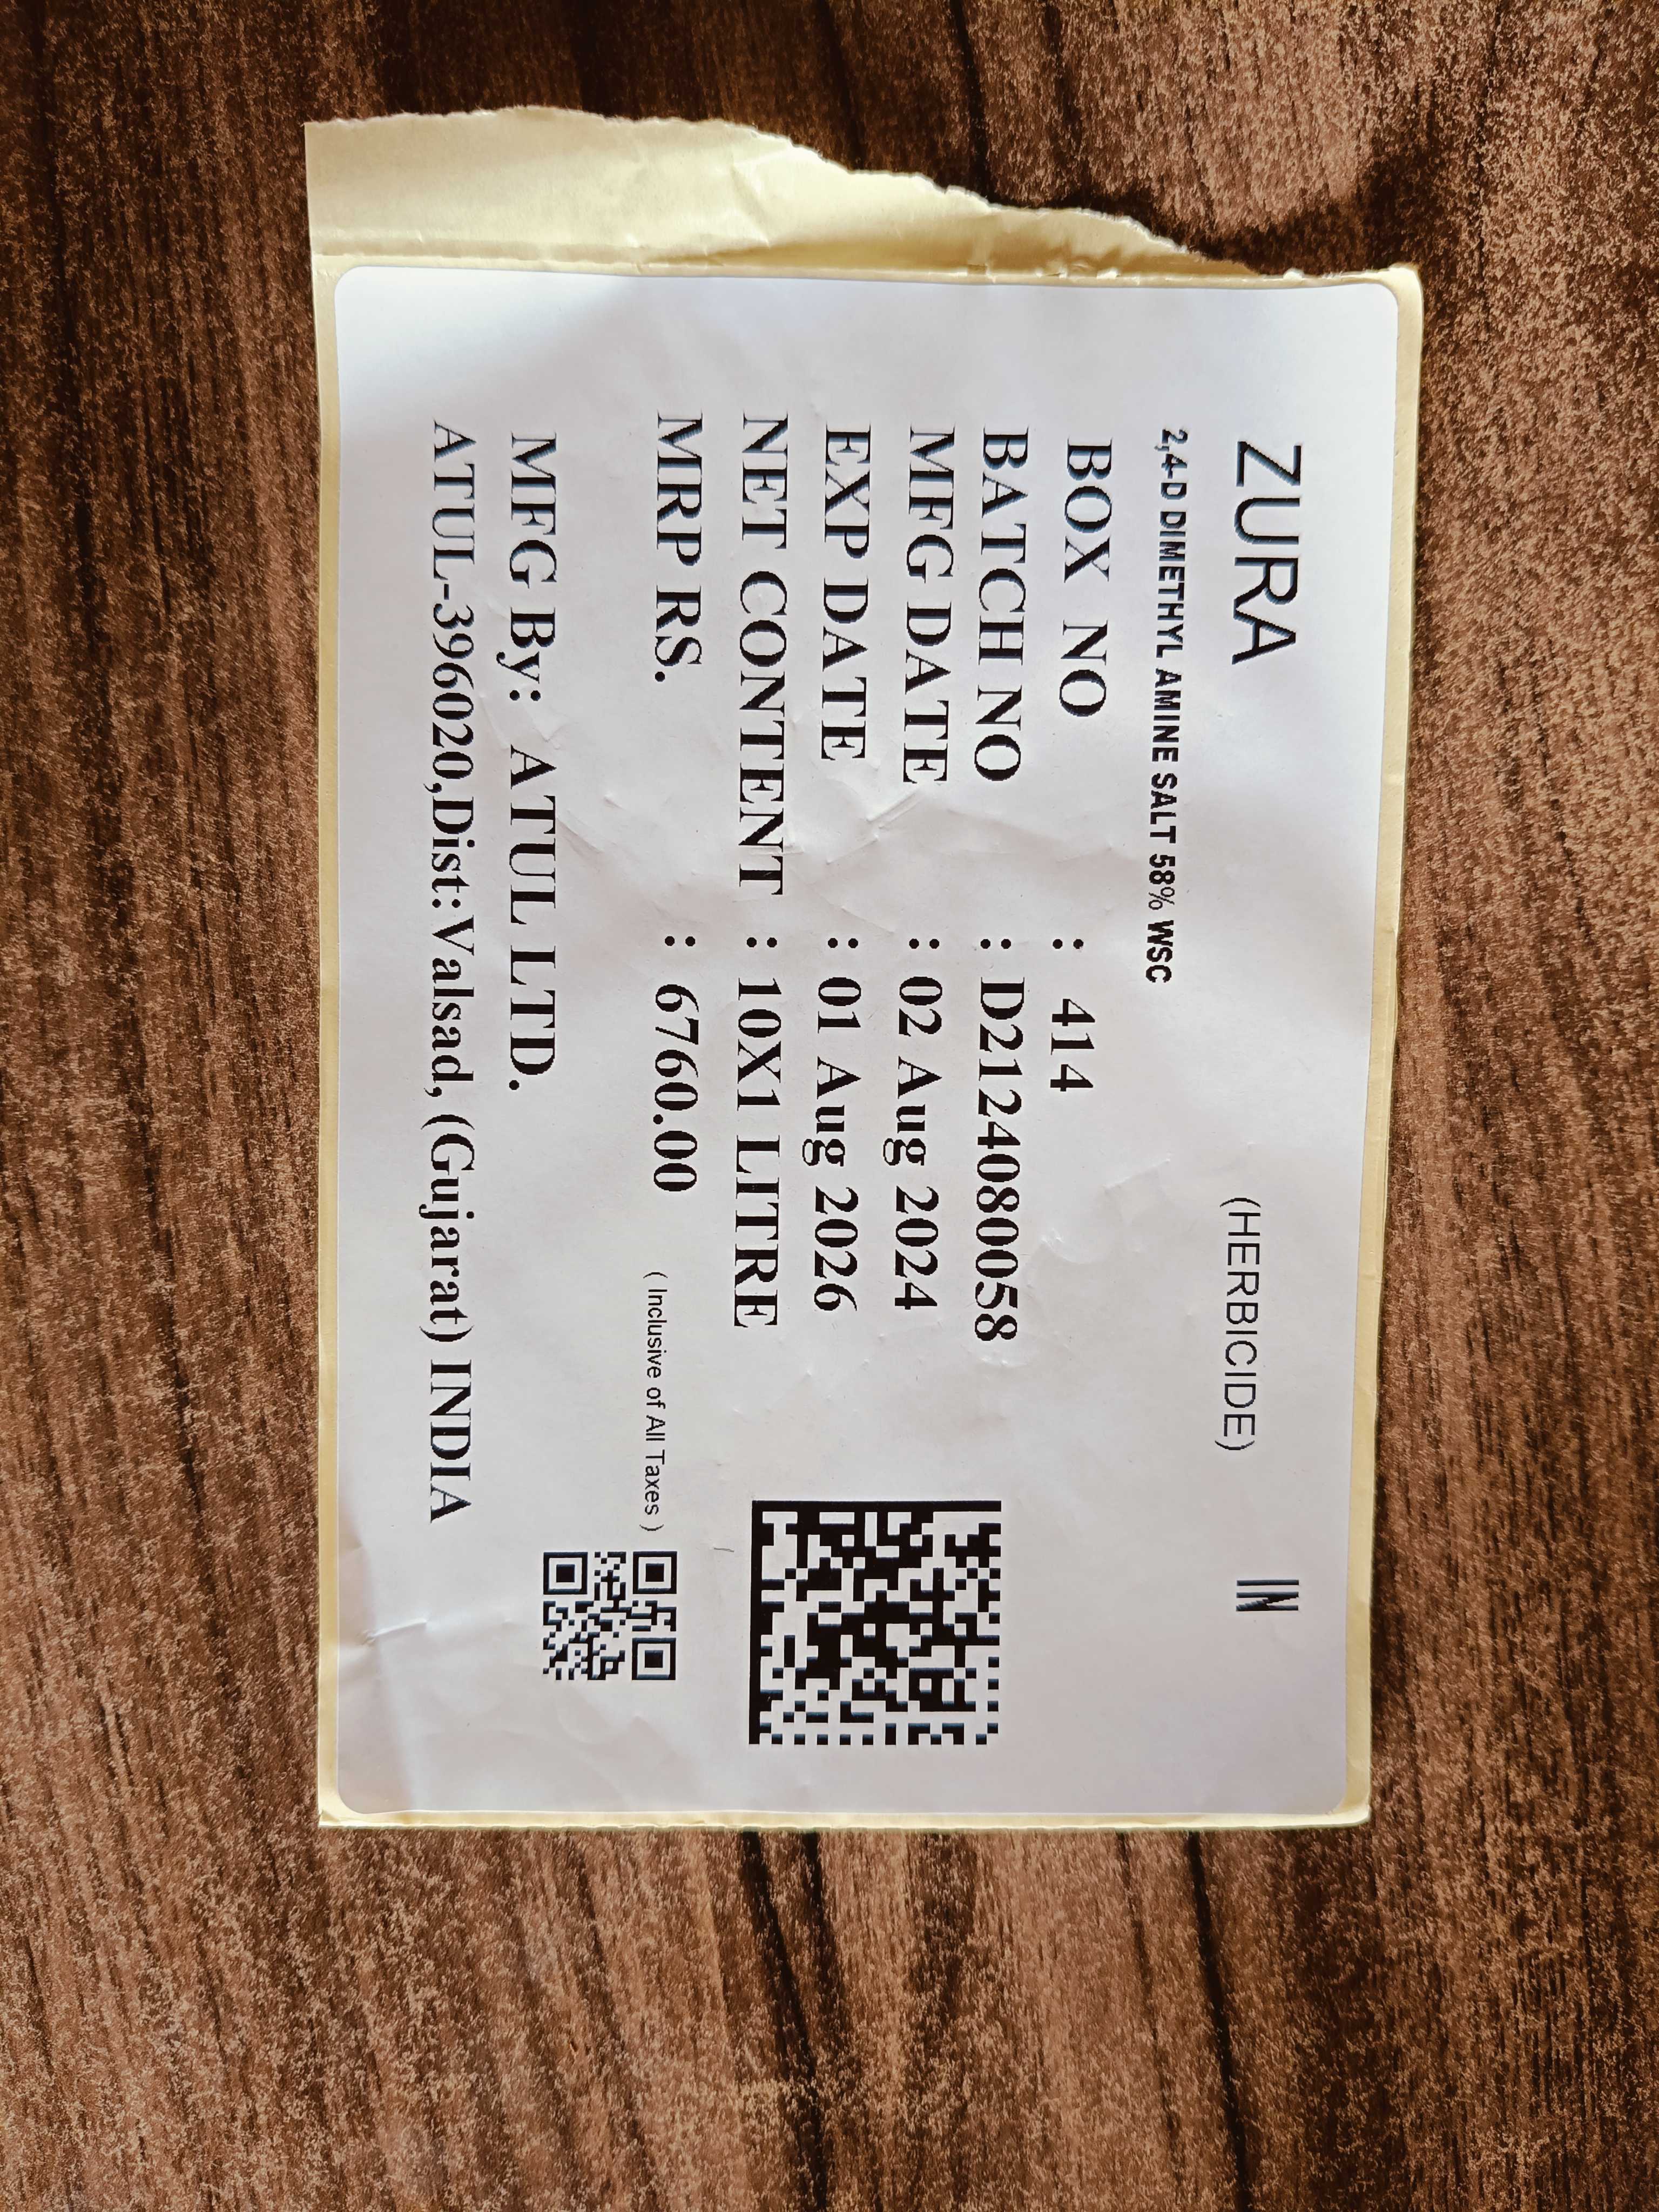 ZURA (HERBICIDE) IN
2,4-D DIMETHYL AMINE SALT 58% WSC
BOX NO : 414
BATCH NO : D2124080058
MFG DATE : 02 Aug 2024
EXP DATE : 01 Aug 2026
NET CONTENT : 10X1 LITRE
MRP RS. : 6760.00 ( Inclusive of All Taxes )
MFG By: ATUL LTD.
ATUL-396020,Dist:Valsad, (Gujarat) INDIA